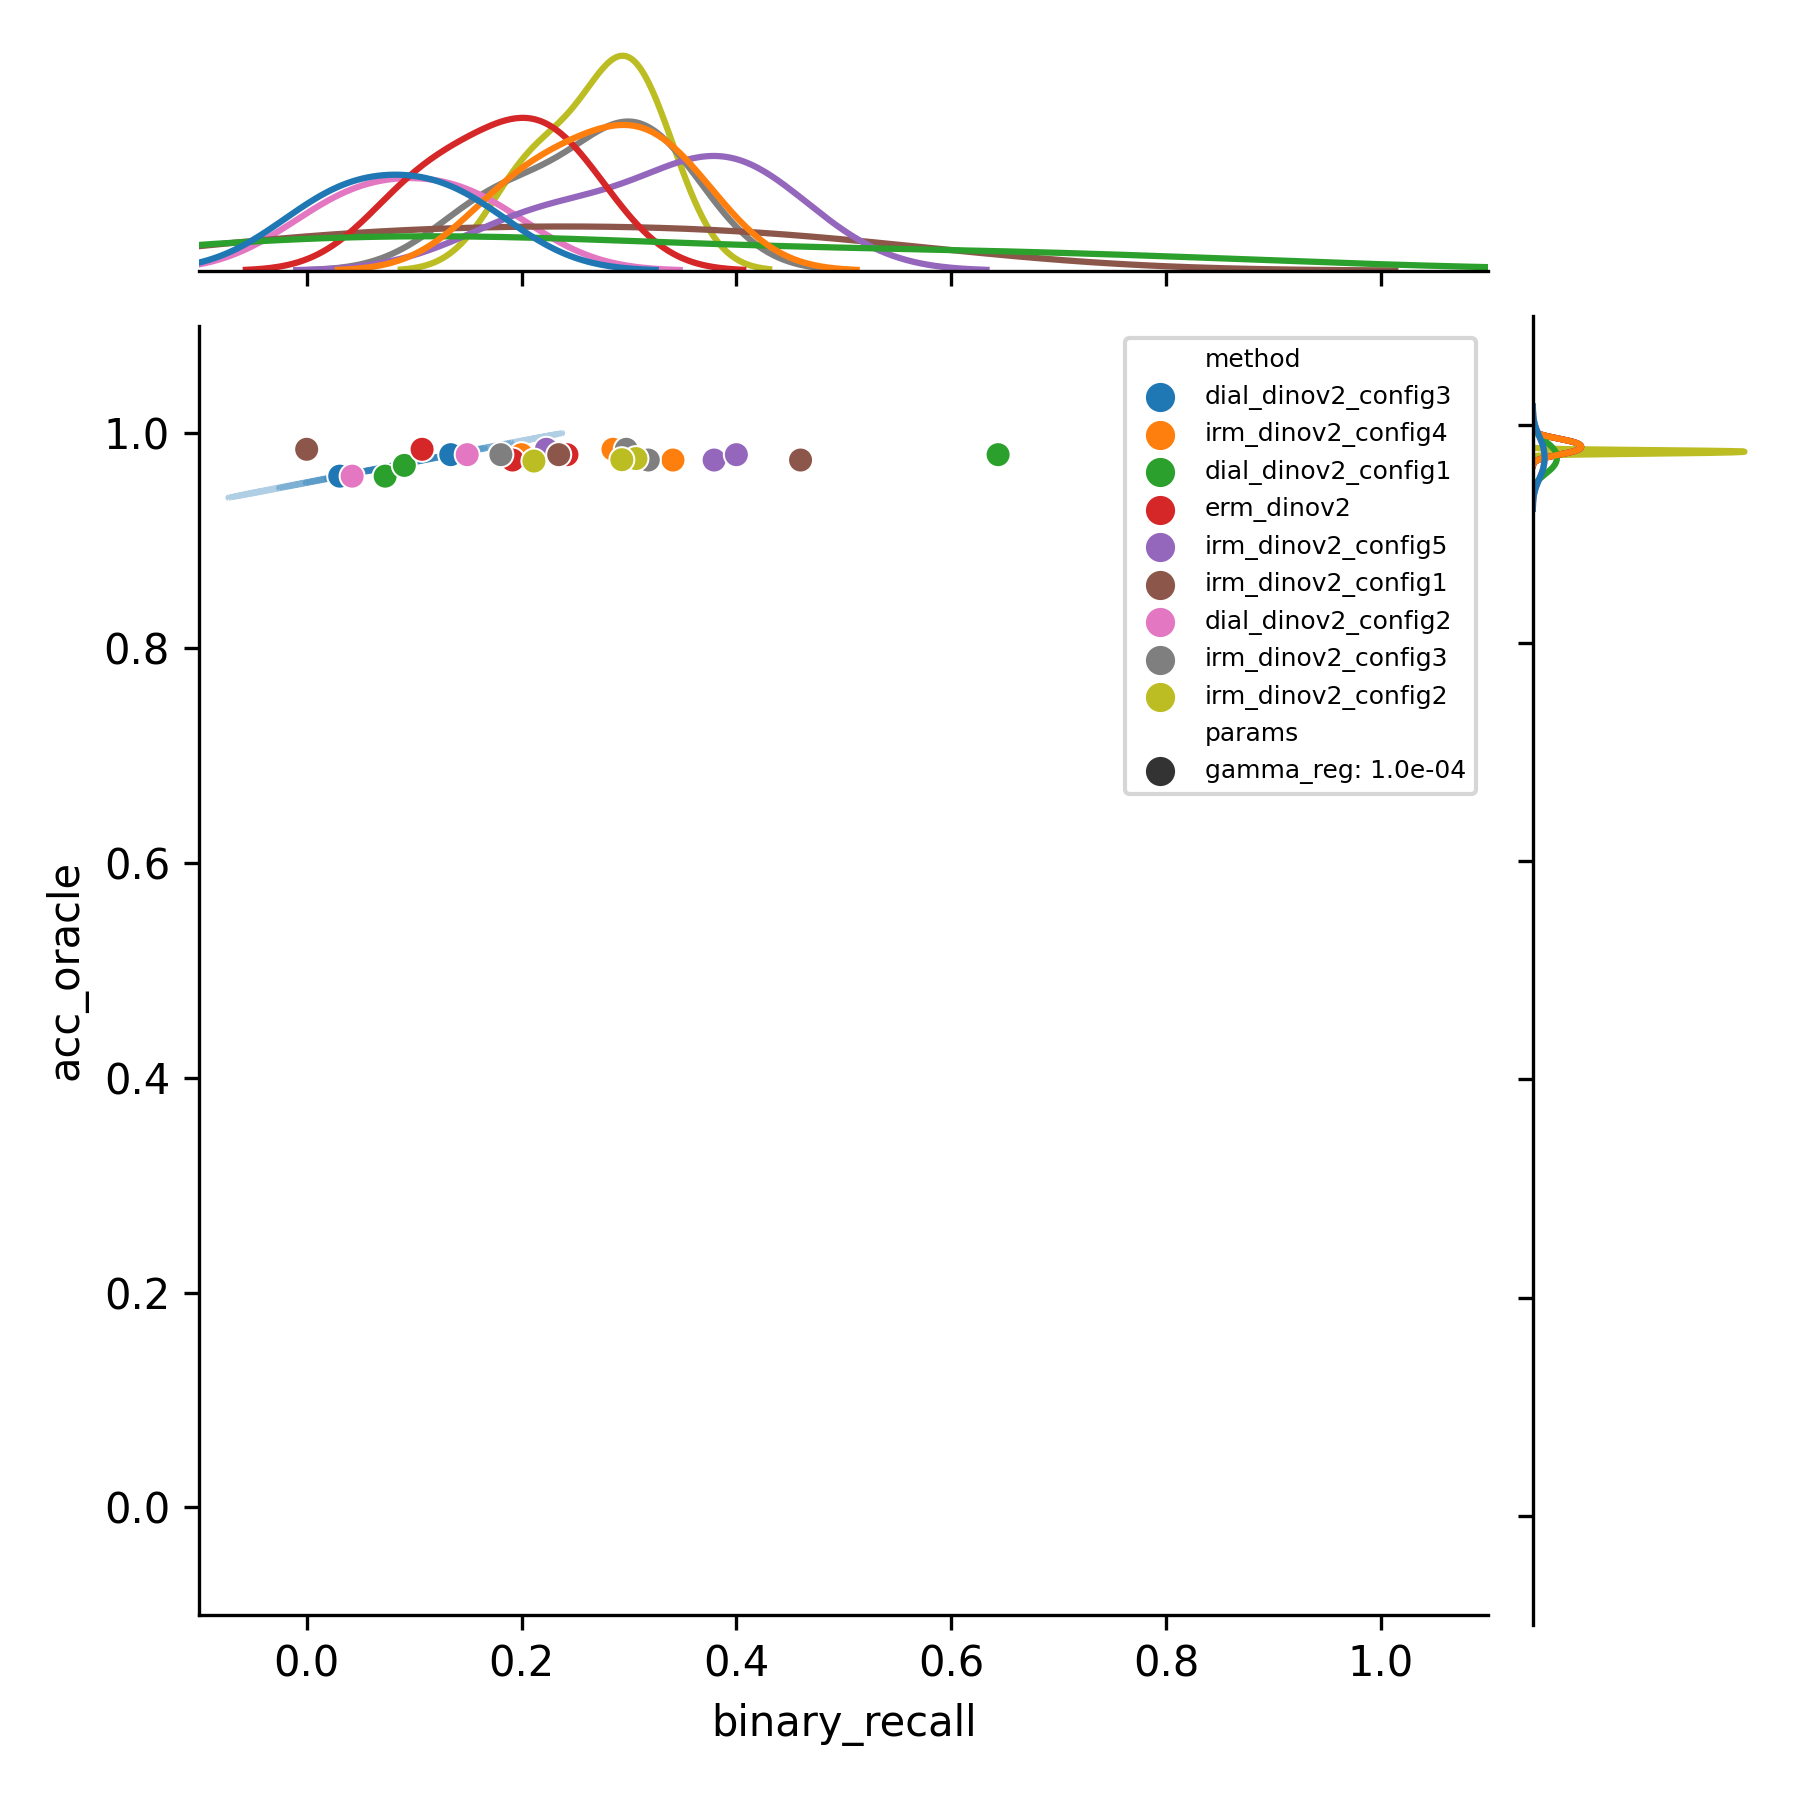 method
dial_dinov2_config3
irm_dinov2_config4
dial_dinov2_config1
erm_dinov2
irm_dinov2_config5
irm_dinov2_config1
dial_dinov2_config2
irm_dinov2_config3
irm_dinov2_config2
params
gamma_reg: 1.0e-04
acc_oracle
1.0
0.8
0.6
0.4
0.2
0.0
0.0 0.2 0.4 0.6 0.8 1.0
binary_recall